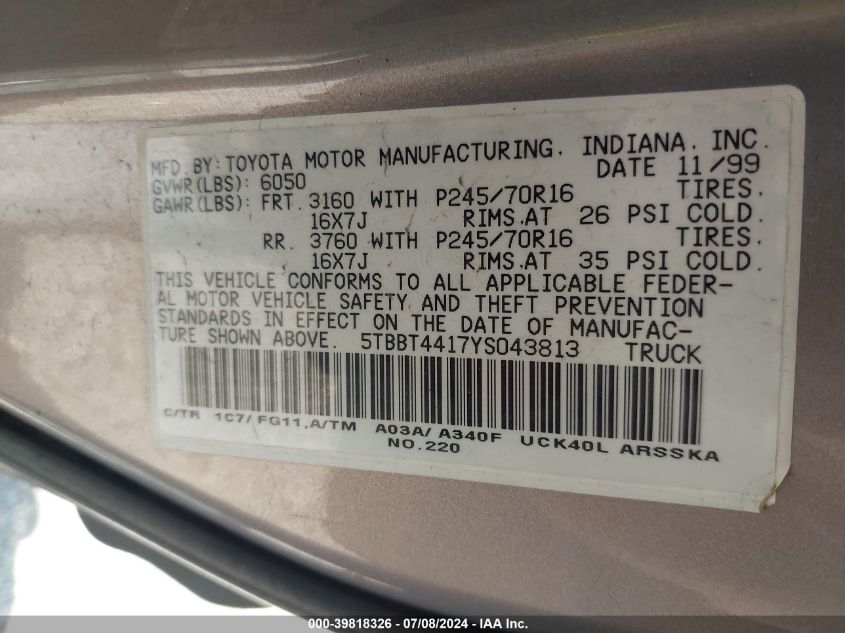 MFD. BY: TOYOTA MOTOR MANUFACTURING, INDIANA, INC.
GVWR(LBS): 6050 DATE 11/99
GAWR(LBS): FRT. 3160 WITH P245/70R16 TIRES,
16X7J RIMS,AT 26 PSI COLD.
RR. 3760 WITH P245/70R16 TIRES,
16X7J RIMS,AT 35 PSI COLD.
THIS VEHICLE CONFORMS TO ALL APPLICABLE FEDER-
AL MOTOR VEHICLE SAFETY AND THEFT PREVENTION
STANDARDS IN EFFECT ON THE DATE OF MANUFAC-
TURE SHOWN ABOVE. 5TBBT4417YS043813 TRUCK
C/TR 1C7/FG11,A/TM A03A/A340F UCK40L ARSSKA
NO.220
000-39818326 / 07/08/2024 - IAA Inc.